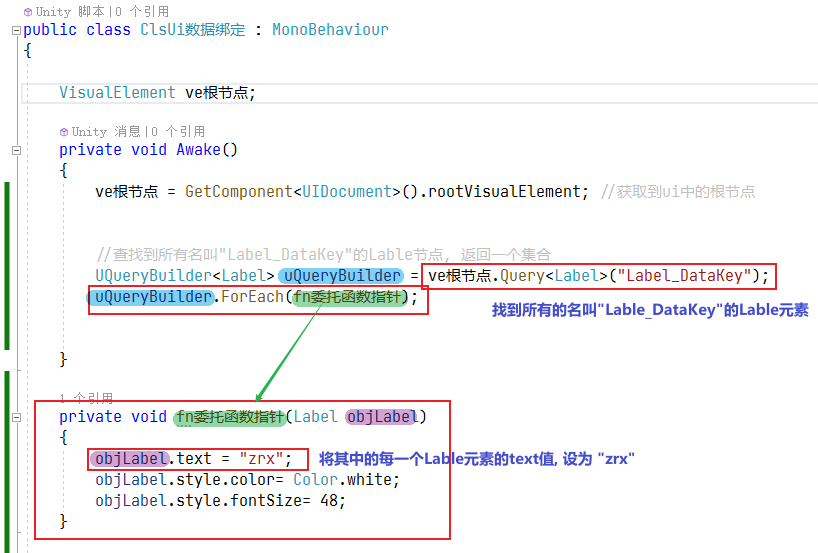 Unity 脚本|0 个引用
public class ClsUi数据绑定 : MonoBehaviour
{
VisualElement ve根节点;
Unity 消息|0 个引用
private void Awake()
{
ve根节点 = GetComponent<UIDocument>().rootVisualElement; //获取到ui中的根节点
//查找到所有名叫"Label_DataKey"的Lable节点, 返回一个集合
UQueryBuilder<Label> uQueryBuilder = ve根节点.Query<Label>("Label_DataKey");
uQueryBuilder.ForEach(fn委托函数指针);
找到所有的名叫"Lable_DataKey"的Lable元素
}
1 个引用
private void fn委托函数指针(Label objLabel)
{
objLabel.text = "zrx"; 将其中的每一个Lable元素的text值, 设为 "zrx"
objLabel.style.color= Color.white;
objLabel.style.fontSize= 48;
}